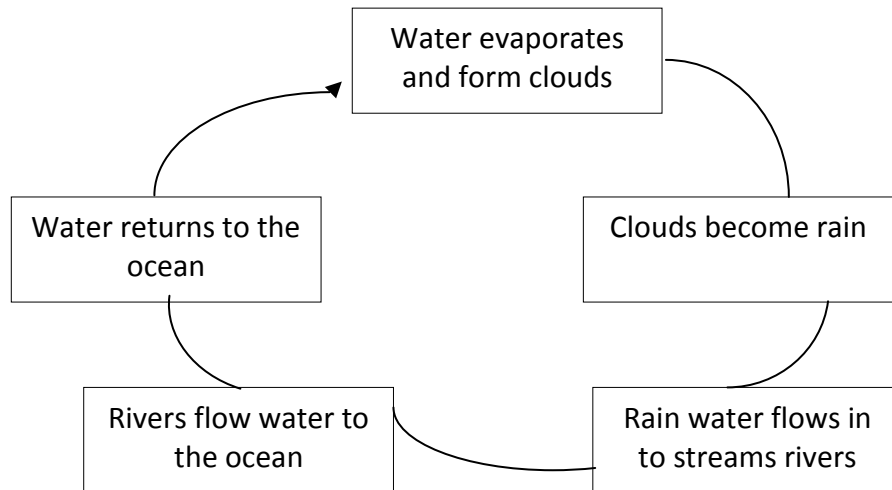 Water evaporates
and form clouds
Clouds become rain
Rain water flows in
to streams rivers
Rivers flow water to
the ocean
Water returns to the
ocean